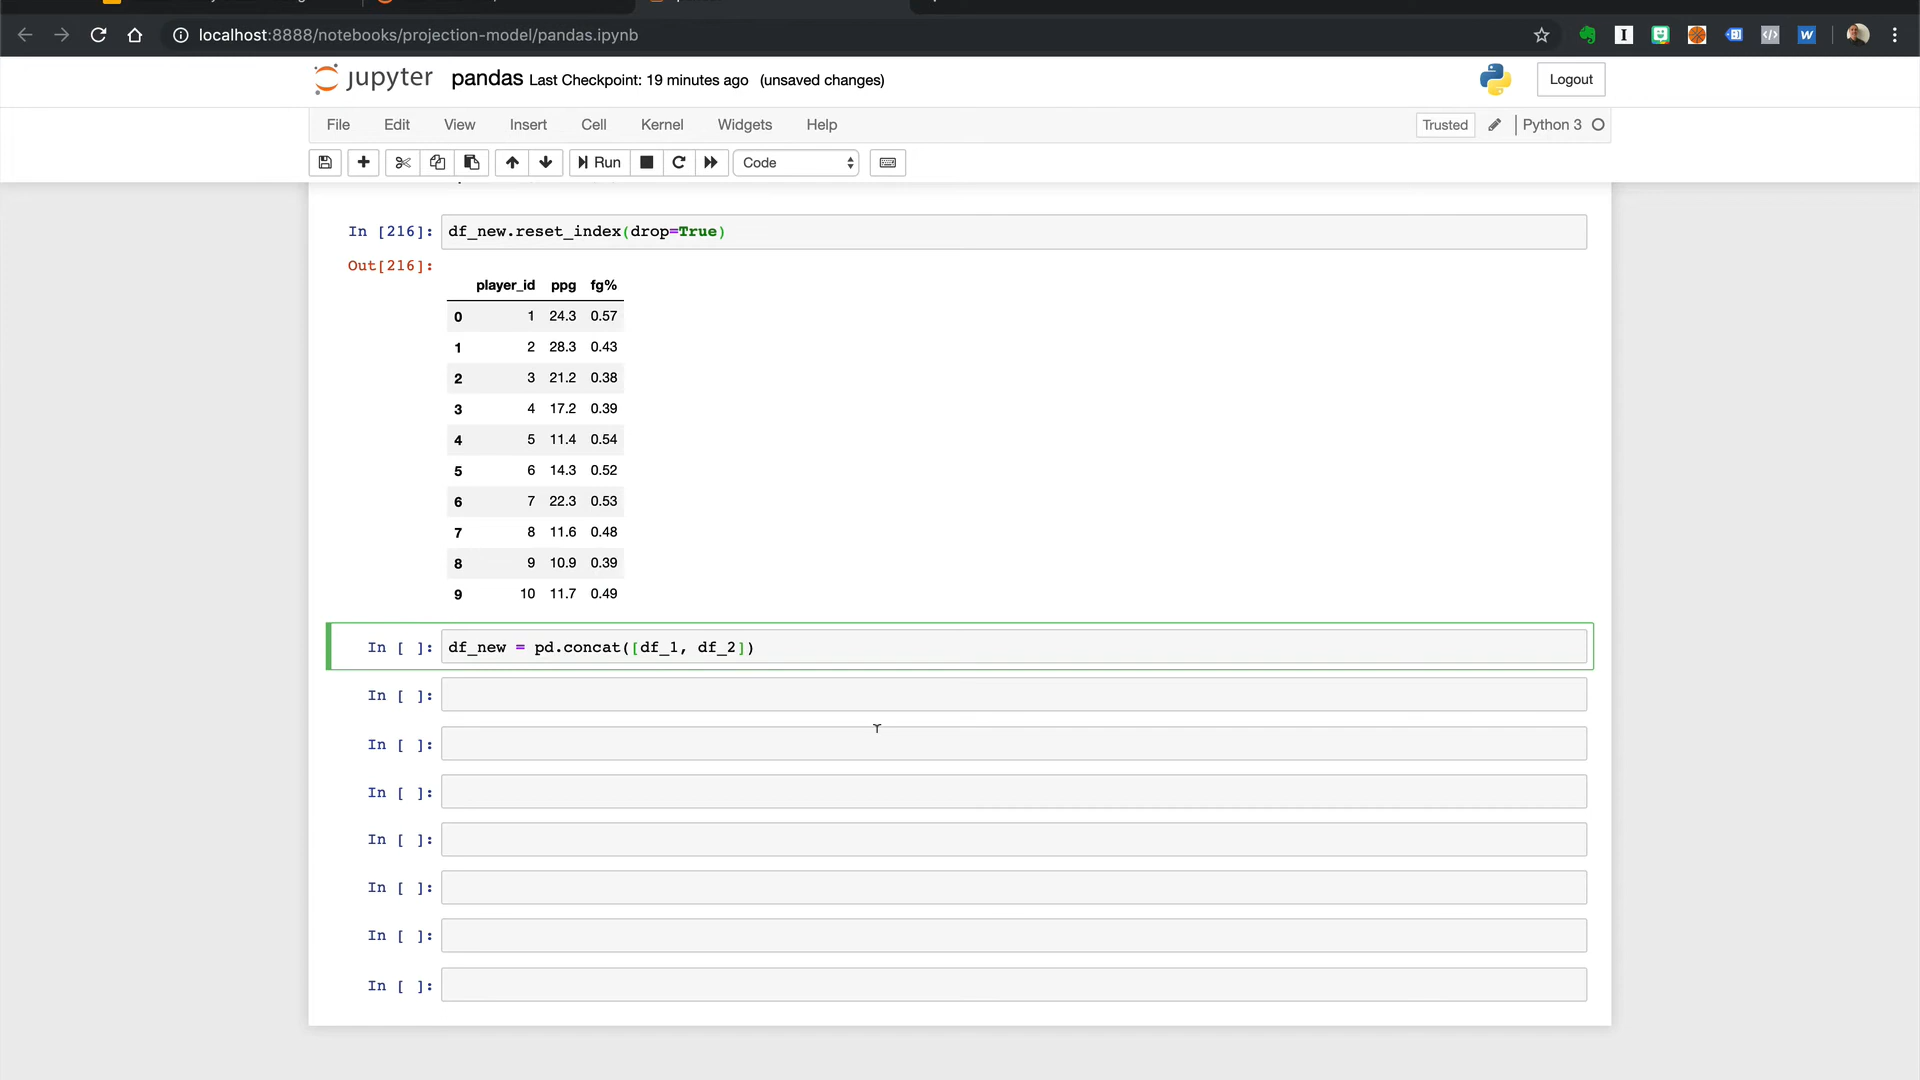 localhost:8888/notebooks/projection-model/pandas.ipynb
jupyter pandas Last Checkpoint: 19 minutes ago (unsaved changes)
Logout
File Edit View Insert Cell Kernel Widgets Help
Trusted Python 3
Run Code
In [216]: df_new.reset_index(drop=True)
Out[216]:
player_id ppg fg%
0 1 24.3 0.57
1 2 28.3 0.43
2 3 21.2 0.38
3 4 17.2 0.39
4 5 11.4 0.54
5 6 14.3 0.52
6 7 22.3 0.53
7 8 11.6 0.48
8 9 10.9 0.39
9 10 11.7 0.49
In [ ]: df_new = pd.concat([df_1, df_2])
In [ ]:
In [ ]:
In [ ]:
In [ ]:
In [ ]:
In [ ]:
In [ ]: